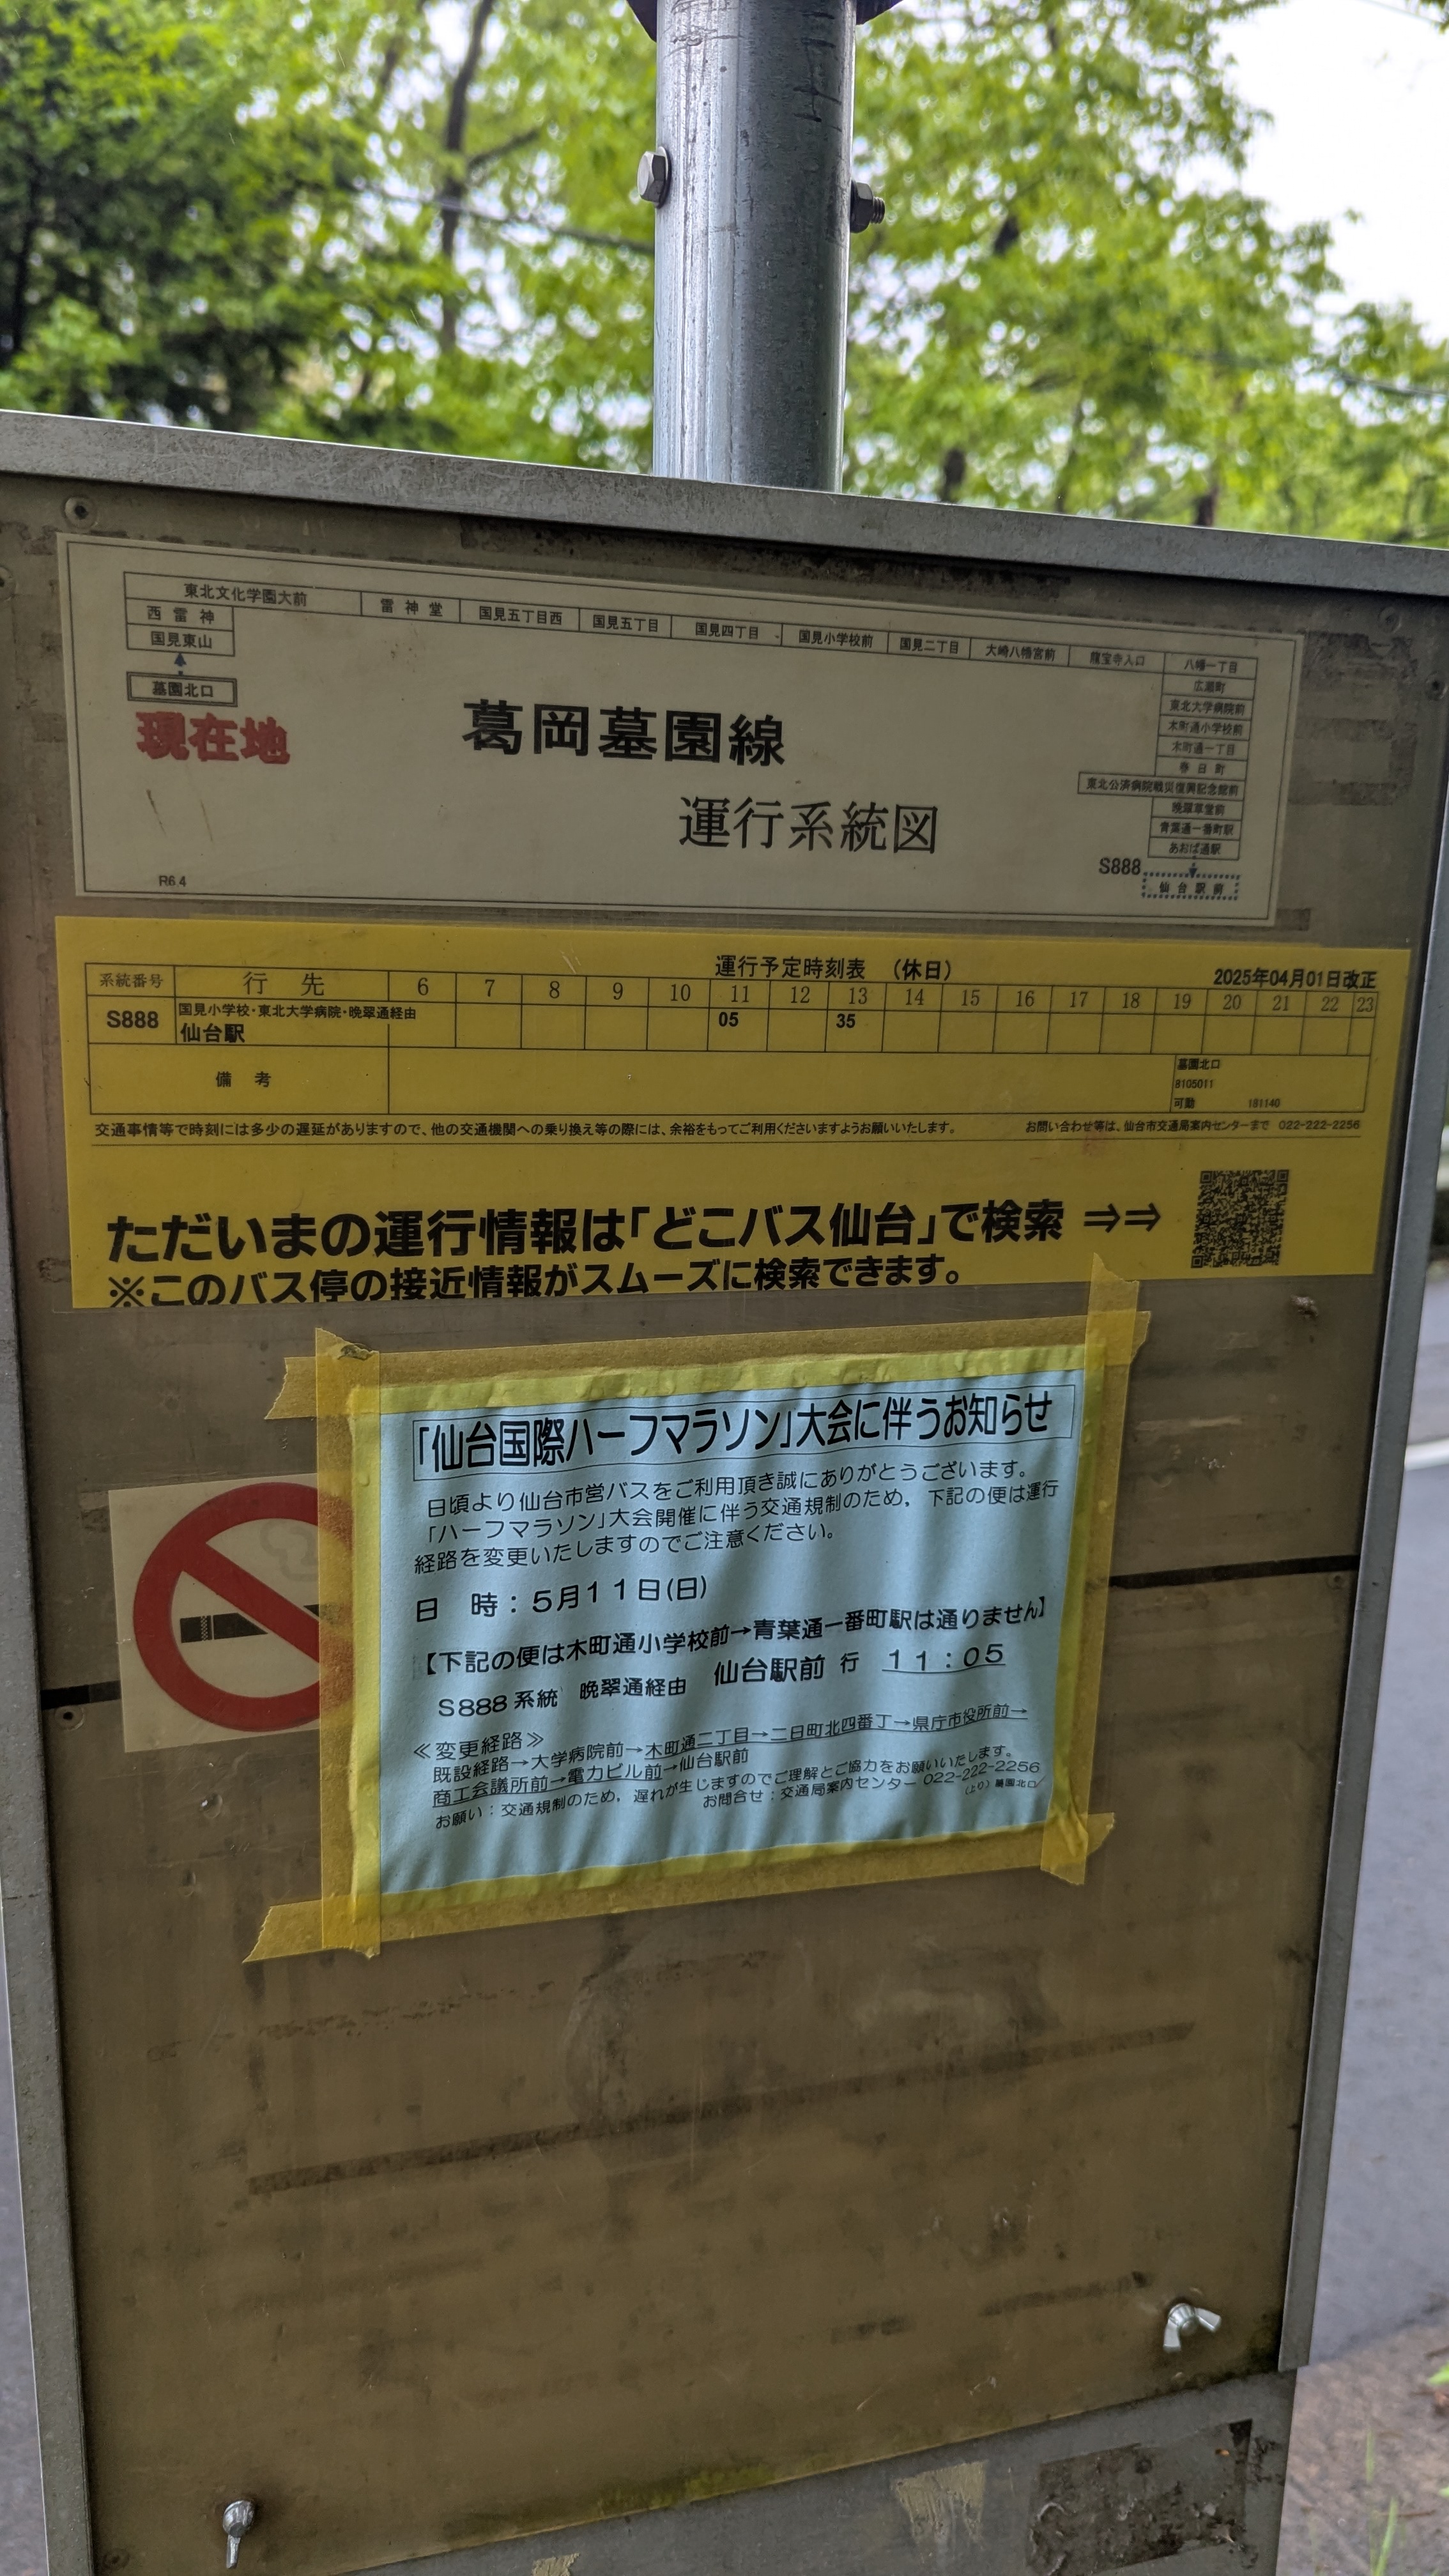 東北文化学園大前
雷神堂
国見五丁目西
国見五丁目
国見四丁目
国見小学校前
国見二丁目
大崎八幡宮前
龍宝寺入口
八幡一丁目
西雷神
国見東山
墓園北口
現在地
広瀬町
東北大学病院前
木町通小学校前
木町通一丁目
春日町
東北公済病院戦災復興記念館前
晩翠草堂前
青葉通一番町駅
あおば通駅
S888
仙台駅前
葛岡墓園線
運行系統図
R6.4
運行予定時刻表 (休日)
2025年04月01日改正
系統番号 行先 6 7 8 9 10 11 12 13 14 15 16 17 18 19 20 21 22 23
S888 国見小学校・東北大学病院・晩翠通経由
仙台駅 05 35
備考
墓園北口
8105011
可動 181140
交通事情等で時刻には多少の遅延がありますので、他の交通機関への乗り換え等の際には、余裕をもってご利用くださいますようお願いいたします。
お問い合わせ等は、仙台市交通局案内センターまで 022-222-2256
ただいまの運行情報は「どこバス仙台」で検索 ⇒⇒
※このバス停の接近情報がスムーズに検索できます。
「仙台国際ハーフマラソン」大会に伴うお知らせ
日頃より仙台市営バスをご利用頂き誠にありがとうございます。
「ハーフマラソン」大会開催に伴う交通規制のため，下記の便は運行
経路を変更いたしますのでご注意ください。
日 時：5月11日(日)
【下記の便は木町通小学校前→青葉通一番町駅は通りません】
S888系統 晩翠通経由 仙台駅前 行 11：05
≪変更経路≫
既設経路→大学病院前→木町通二丁目→二日町北四番丁→県庁市役所前→
商工会議所前→電力ビル前→仙台駅前
お願い：交通規制のため，遅れが生じますのでご理解とご協力をお願いいたします。
お問合せ：交通局案内センター 022-222-2256
(より) 墓園北口